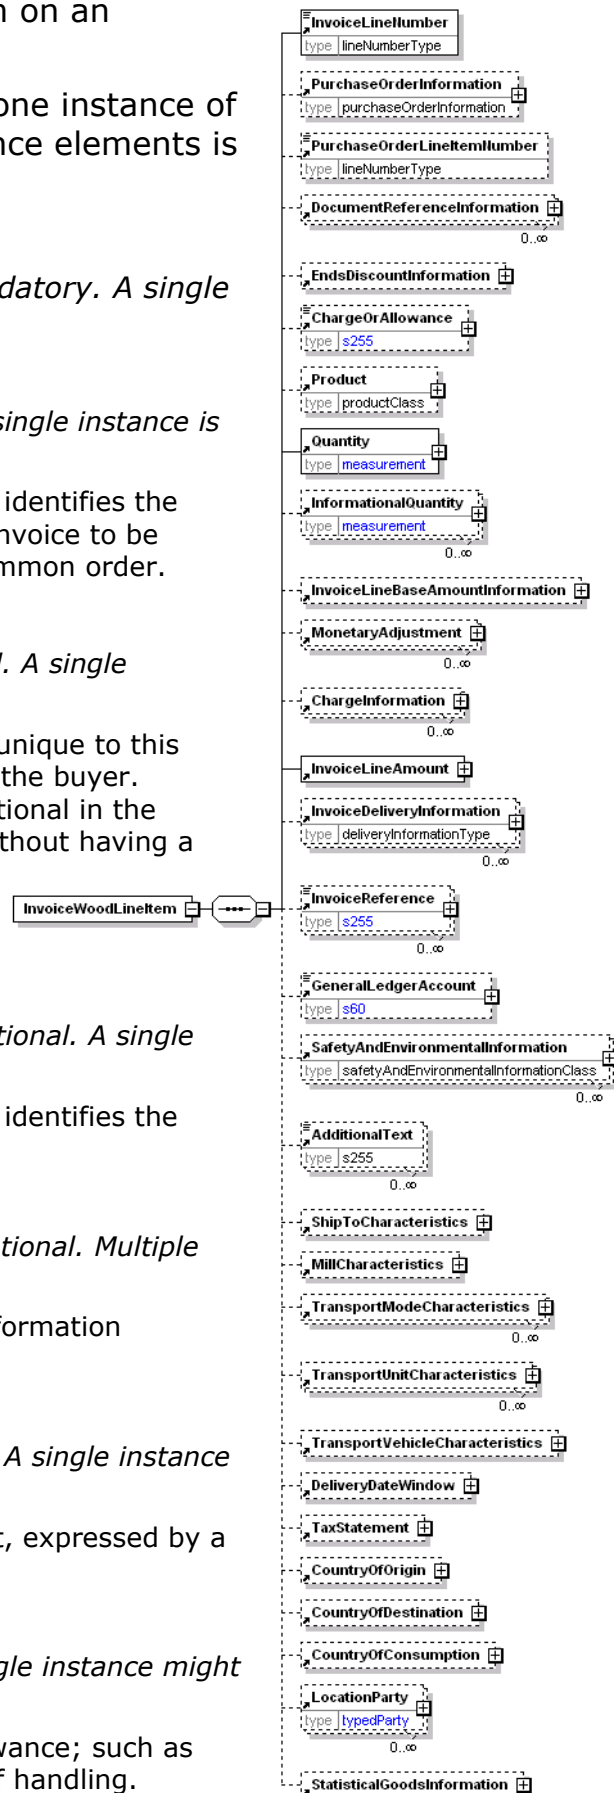 n on an
one instance of
nce elements is
datory. A single
single instance is
identifies the
nvoice to be
mmon order.
l. A single
unique to this
the buyer.
tional in the
thout having a
tional. A single
identifies the
tional. Multiple
formation
A single instance
t, expressed by a
gle instance might
wance; such as
f handling.
InvoiceWoodLineItem
InvoiceLineNumber
type lineNumberType
PurchaseOrderInformation
type purchaseOrderInformation
PurchaseOrderLineItemNumber
type lineNumberType
DocumentReferenceInformation
0..∞
EndsDiscountInformation
ChargeOrAllowance
type s255
Product
type productClass
Quantity
type measurement
InformationalQuantity
type measurement
0..∞
InvoiceLineBaseAmountInformation
MonetaryAdjustment
0..∞
ChargeInformation
0..∞
InvoiceLineAmount
InvoiceDeliveryInformation
type deliveryInformationType
0..∞
InvoiceReference
type s255
0..∞
GeneralLedgerAccount
type s60
SafetyAndEnvironmentalInformation
type safetyAndEnvironmentalInformationClass
0..∞
AdditionalText
type s255
0..∞
ShipToCharacteristics
MillCharacteristics
TransportModeCharacteristics
0..∞
TransportUnitCharacteristics
0..∞
TransportVehicleCharacteristics
DeliveryDateWindow
TaxStatement
CountryOfOrigin
CountryOfDestination
CountryOfConsumption
LocationParty
type typedParty
0..∞
StatisticalGoodsInformation